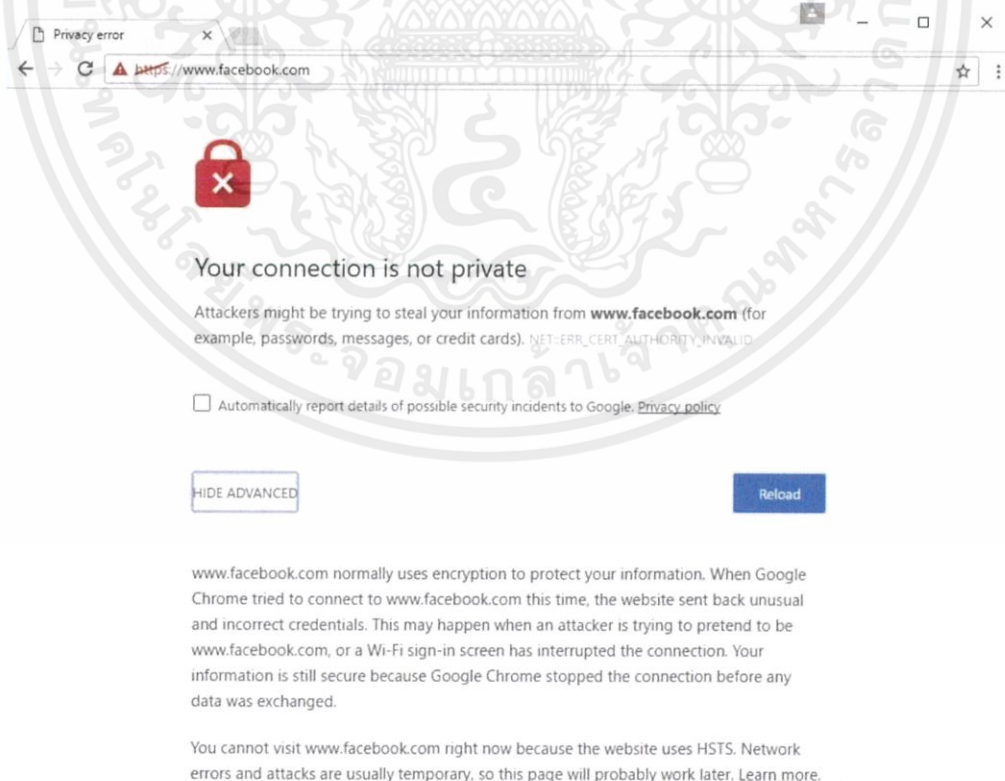 Privacy error
https://www.facebook.com
Your connection is not private
Attackers might be trying to steal your information from www.facebook.com (for
example, passwords, messages, or credit cards). NET::ERR_CERT_AUTHORITY_INVALID
Automatically report details of possible security incidents to Google. Privacy policy
HIDE ADVANCED
Reload
www.facebook.com normally uses encryption to protect your information. When Google
Chrome tried to connect to www.facebook.com this time, the website sent back unusual
and incorrect credentials. This may happen when an attacker is trying to pretend to be
www.facebook.com, or a Wi-Fi sign-in screen has interrupted the connection. Your
information is still secure because Google Chrome stopped the connection before any
data was exchanged.
You cannot visit www.facebook.com right now because the website uses HSTS. Network
errors and attacks are usually temporary, so this page will probably work later. Learn more.